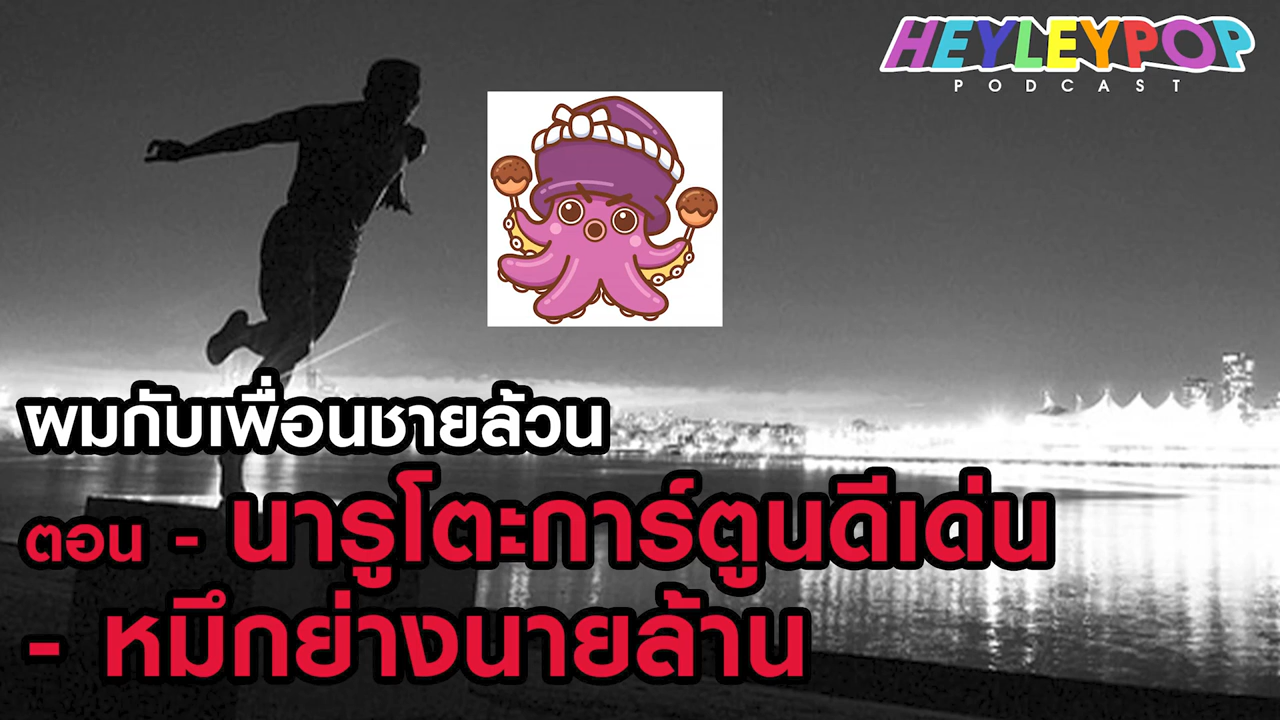 HEYLEYPOP
PODCAST
ผมกับเพื่อนชายล้วน
ตอน - นารูโตะการ์ตูนดีเด่น
- หมึกย่างนายล้าน